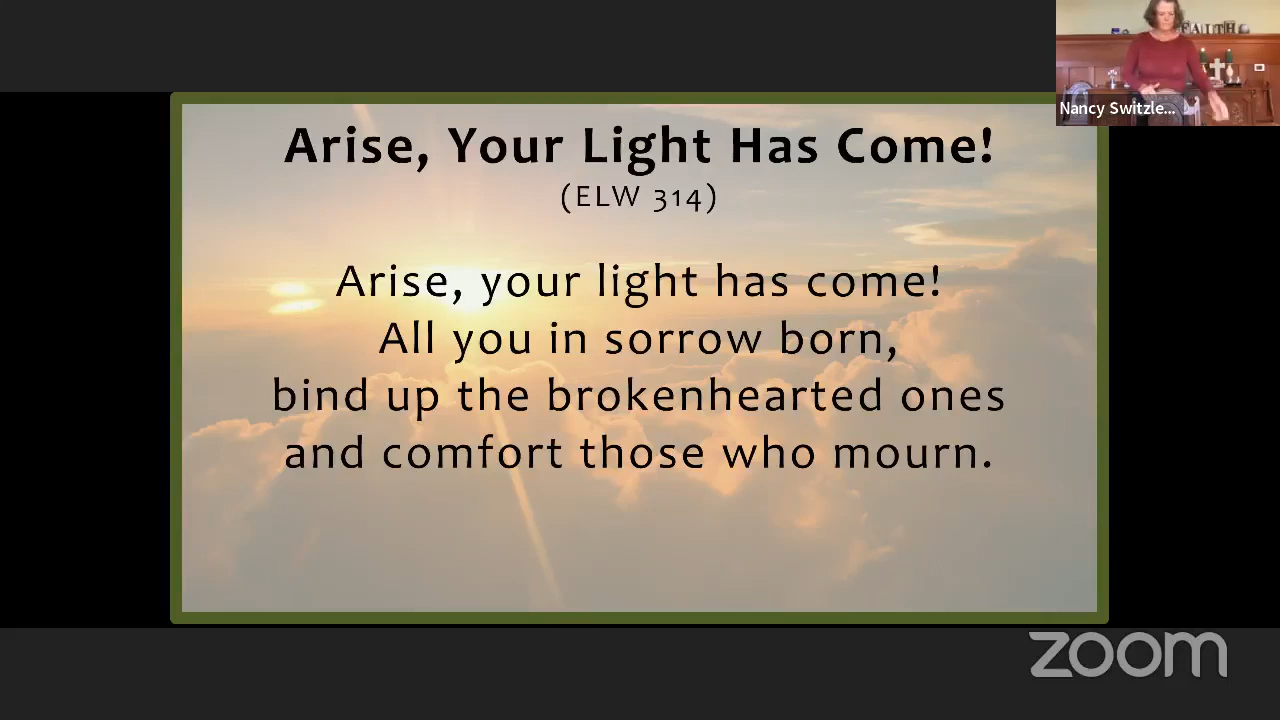 FAITH
Nancy Switzle...
Arise, Your Light Has Come!
(ELW 314)
Arise, your light has come!
All you in sorrow born,
bind up the brokenhearted ones
and comfort those who mourn.
zoom